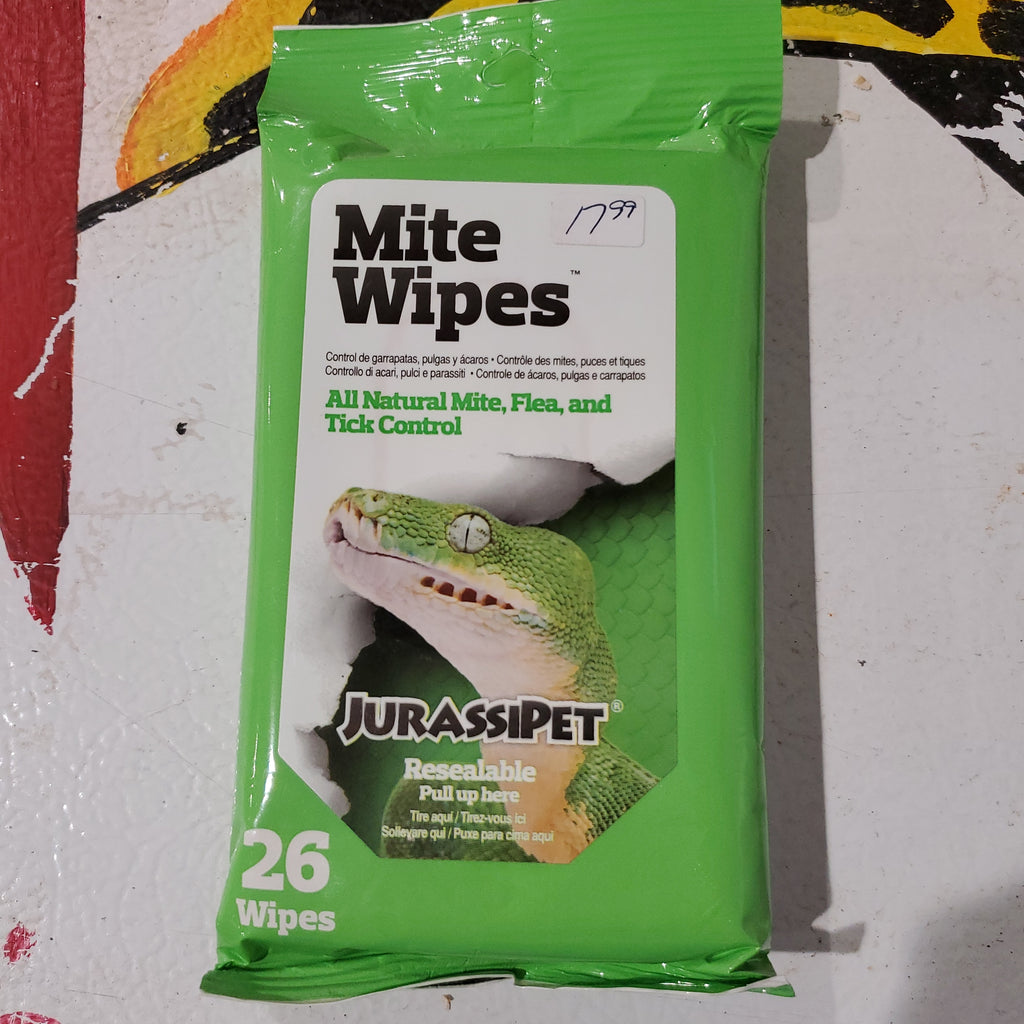 Mite
Wipes™
17 99
Control de garrapatas, pulgas y ácaros • Contrôle des mites, puces et tiques
Controllo di acari, pulci e parassiti • Controle de ácaros, pulgas e carrapatos
All Natural Mite, Flea, and
Tick Control
JURASSIPET®
Resealable
Pull up here
Tire aquí / Tirez-vous ici
Sollevare qui / Puxe para cima aqui
26
Wipes